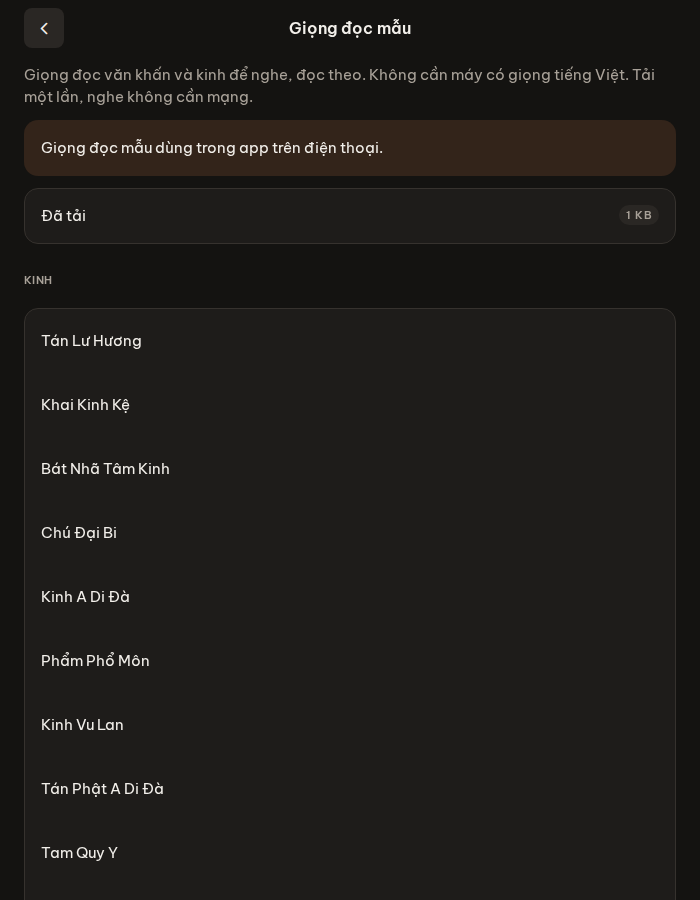 Giọng đọc mẫu
Giọng đọc văn khấn và kinh để nghe, đọc theo. Không cần máy có giọng tiếng Việt. Tải
một lần, nghe không cần mạng.
Giọng đọc mẫu dùng trong app trên điện thoại.
Đã tải
1 KB
KINH
Tán Lư Hương
Khai Kinh Kệ
Bát Nhã Tâm Kinh
Chú Đại Bi
Kinh A Di Đà
Phẩm Phổ Môn
Kinh Vu Lan
Tán Phật A Di Đà
Tam Quy Y